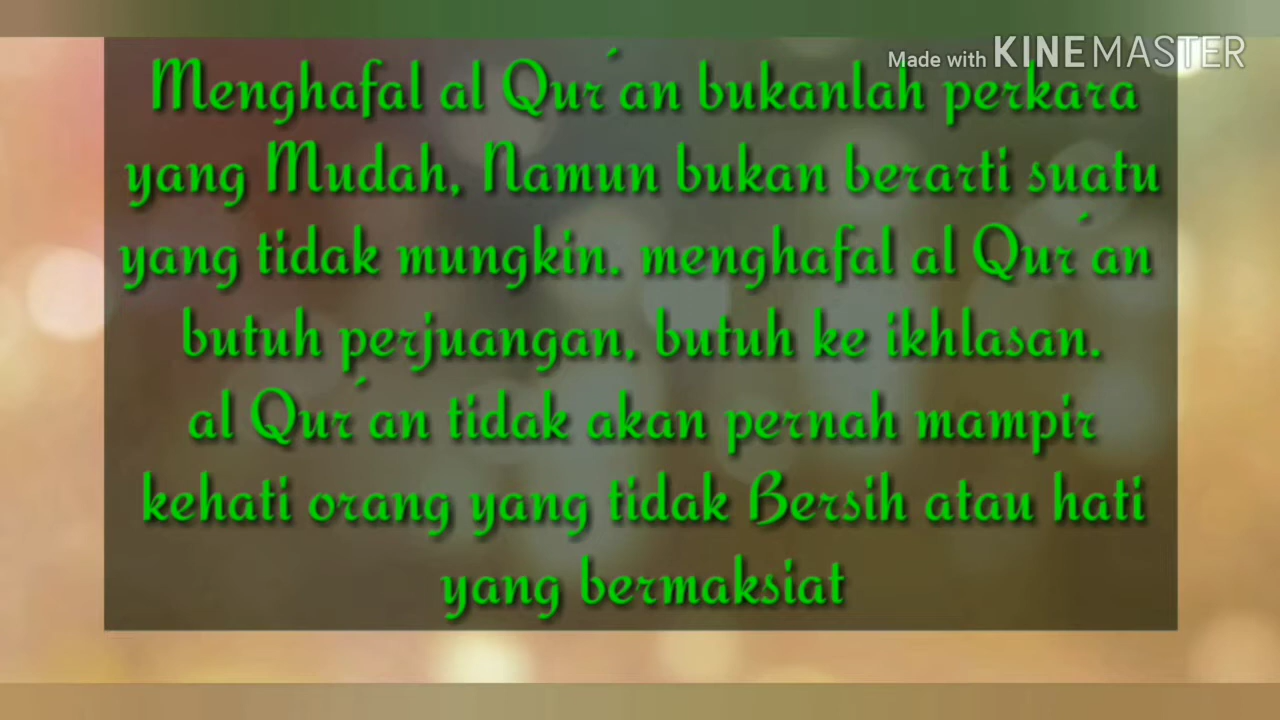 Made with KINEMASTER
Menghafal al Qur´an bukanlah perkara
yang Mudah, Namun bukan berarti suatu
yang tidak mungkin. menghafal al Qur´an
butuh perjuangan, butuh ke ikhlasan.
al Qur´an tidak akan pernah mampir
kehati orang yang tidak Bersih atau hati
yang bermaksiat